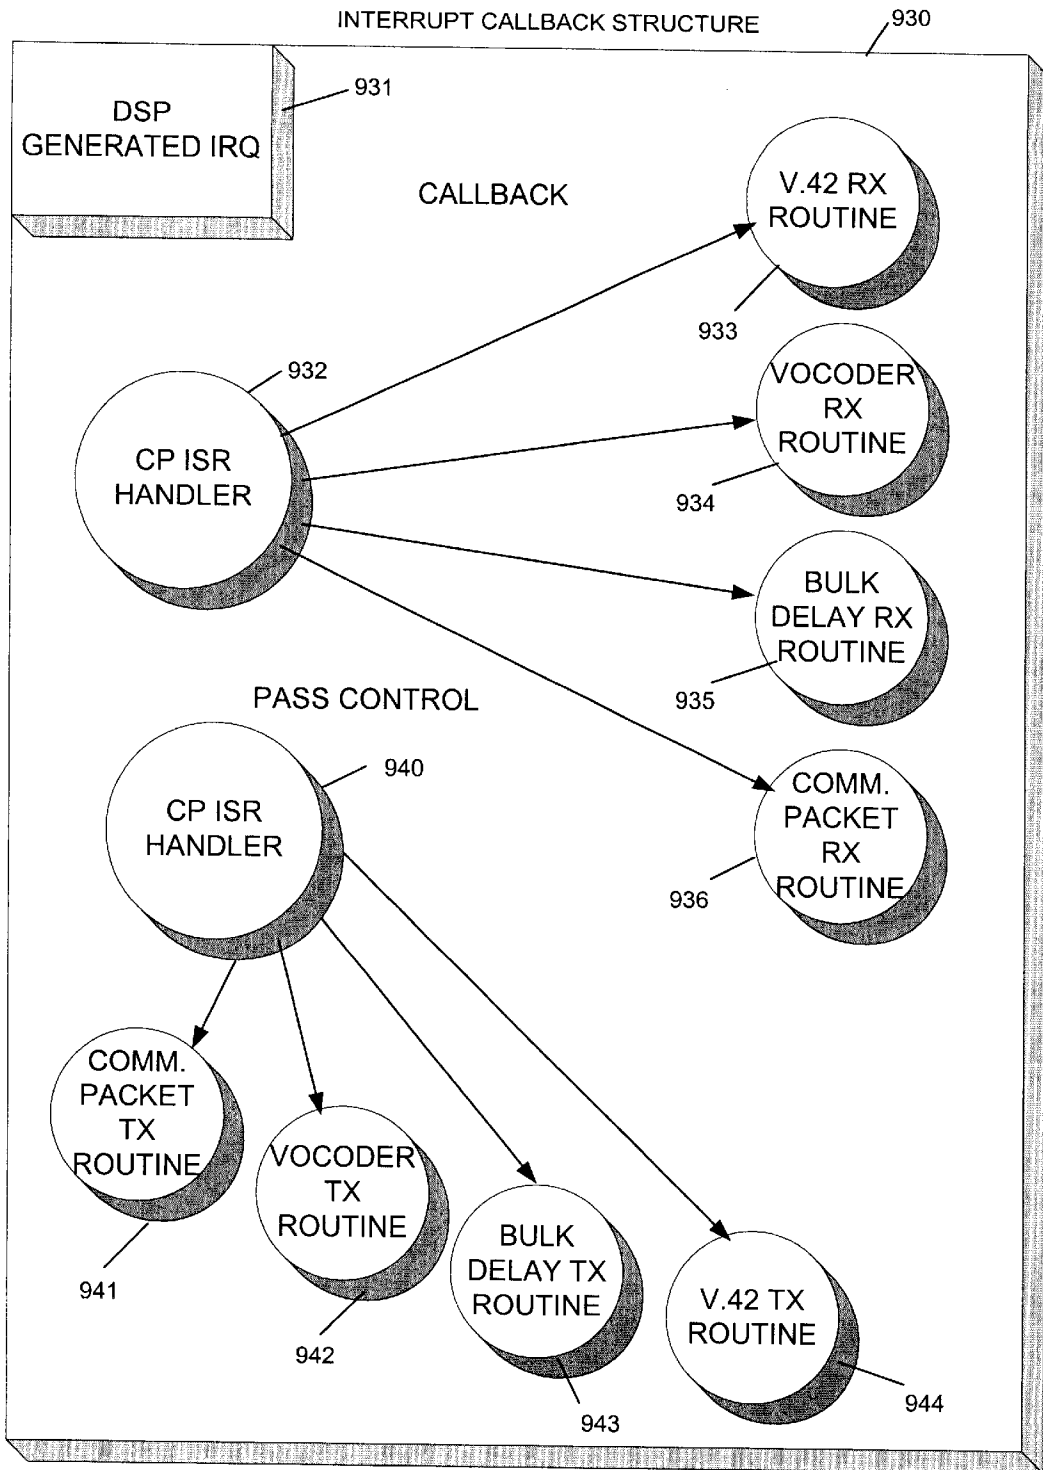 INTERRUPT CALLBACK STRUCTURE
930
DSP
GENERATED IRQ
931
CALLBACK
V.42 RX
ROUTINE
933
932
CP ISR
HANDLER
VOCODER
RX
ROUTINE
934
BULK
DELAY RX
ROUTINE
935
PASS CONTROL
940
CP ISR
HANDLER
COMM.
PACKET
RX
ROUTINE
936
COMM.
PACKET
TX
ROUTINE
941
VOCODER
TX
ROUTINE
942
BULK
DELAY TX
ROUTINE
943
V.42 TX
ROUTINE
944